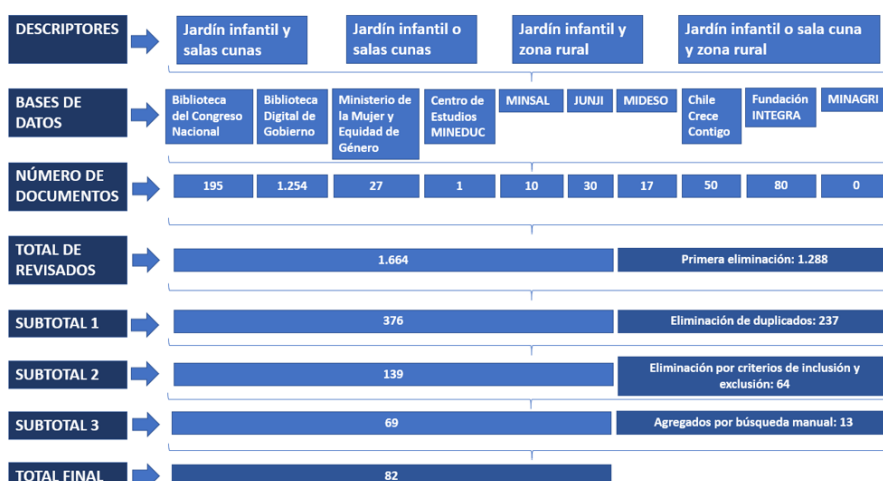 DESCRIPTORES
Jardín infantil y
salas cunas
Jardín infantil o
salas cunas
Jardín infantil y
zona rural
Jardín infantil o sala cuna
y zona rural
BASES DE
DATOS
Biblioteca
del Congreso
Nacional
Biblioteca
Digital de
Gobierno
Ministerio de
la Mujer y
Equidad de
Género
Centro de
Estudios
MINEDUC
MINSAL
JUNJI
MIDESO
Chile
Crece
Contigo
Fundación
INTEGRA
MINAGRI
NÚMERO DE
DOCUMENTOS
195
1.254
27
1
10
30
17
50
80
0
TOTAL DE
REVISADOS
1.664
Primera eliminación: 1.288
SUBTOTAL 1
376
Eliminación de duplicados: 237
SUBTOTAL 2
139
Eliminación por criterios de inclusión y
exclusión: 64
SUBTOTAL 3
69
Agregados por búsqueda manual: 13
TOTAL FINAL
82